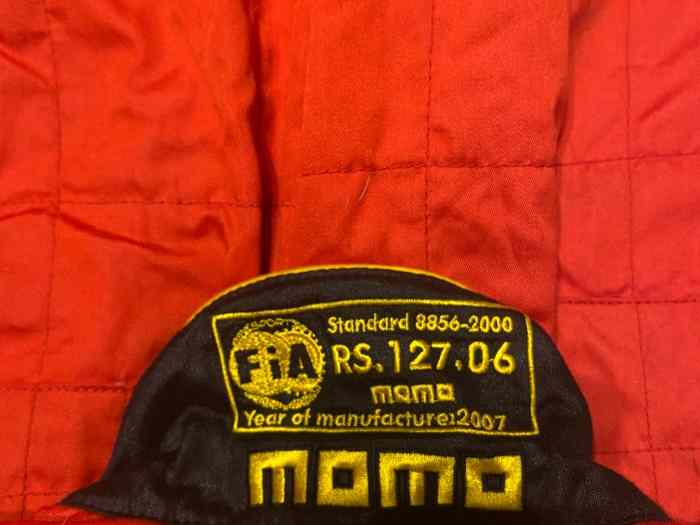 Standard 8856-2000
FiA RS.127.06
momo
Year of manufacture:2007
momo